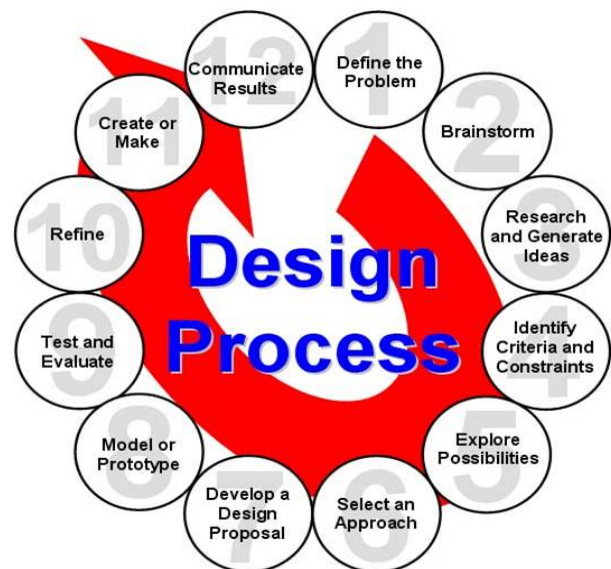 1
Define the
Problem
2
Brainstorm
3
Research
and Generate
Ideas
4
Identify
Criteria and
Constraints
5
Explore
Possibilities
6
Select an
Approach
7
Develop a
Design
Proposal
8
Model or
Prototype
9
Test and
Evaluate
10
Refine
11
Create or
Make
12
Communicate
Results
Design
Process